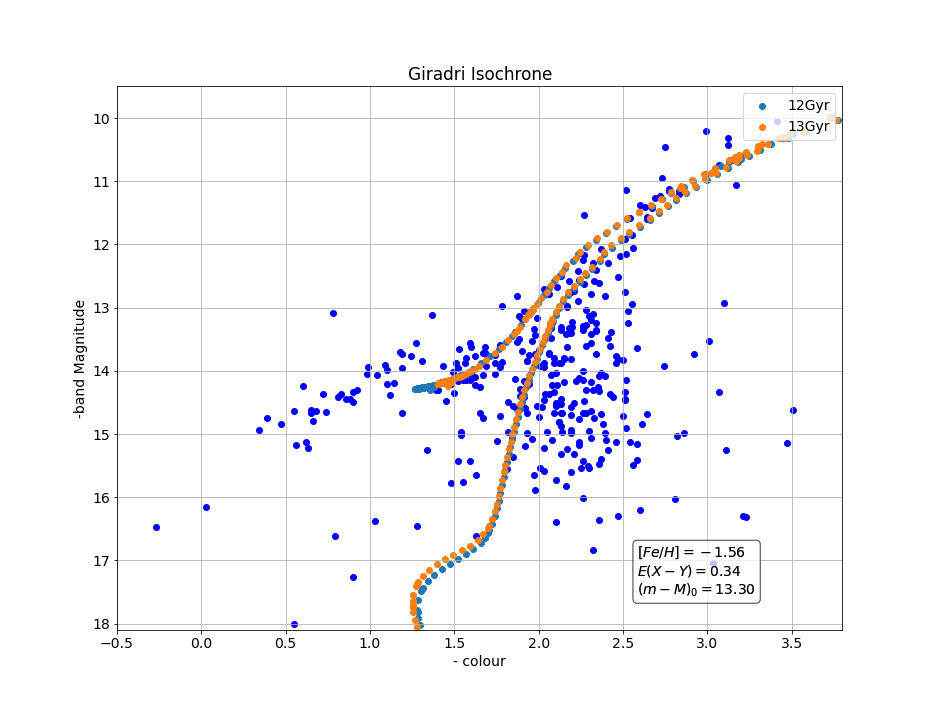 Giradri Isochrone
12Gyr
13Gyr
10
11
12
13
14
15
16
17
18
-band Magnitude
[Fe/H] = −1.56
E(X − Y) = 0.34
(m − M)₀ = 13.30
−0.5 0.0 0.5 1.0 1.5 2.0 2.5 3.0 3.5
- colour